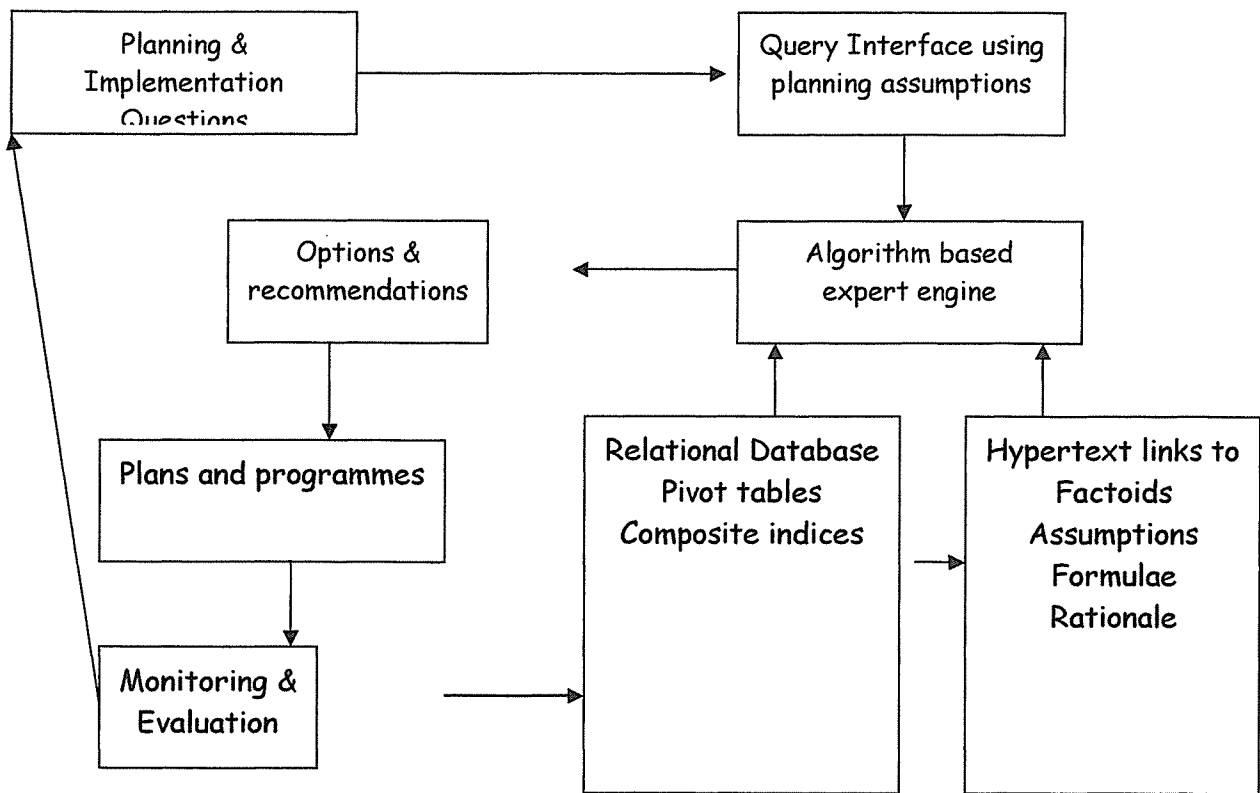 Planning &
Implementation
Questions
Query Interface using
planning assumptions
Options &
recommendations
Algorithm based
expert engine
Plans and programmes
Relational Database
Pivot tables
Composite indices
Hypertext links to
Factoids
Assumptions
Formulae
Rationale
Monitoring &
Evaluation